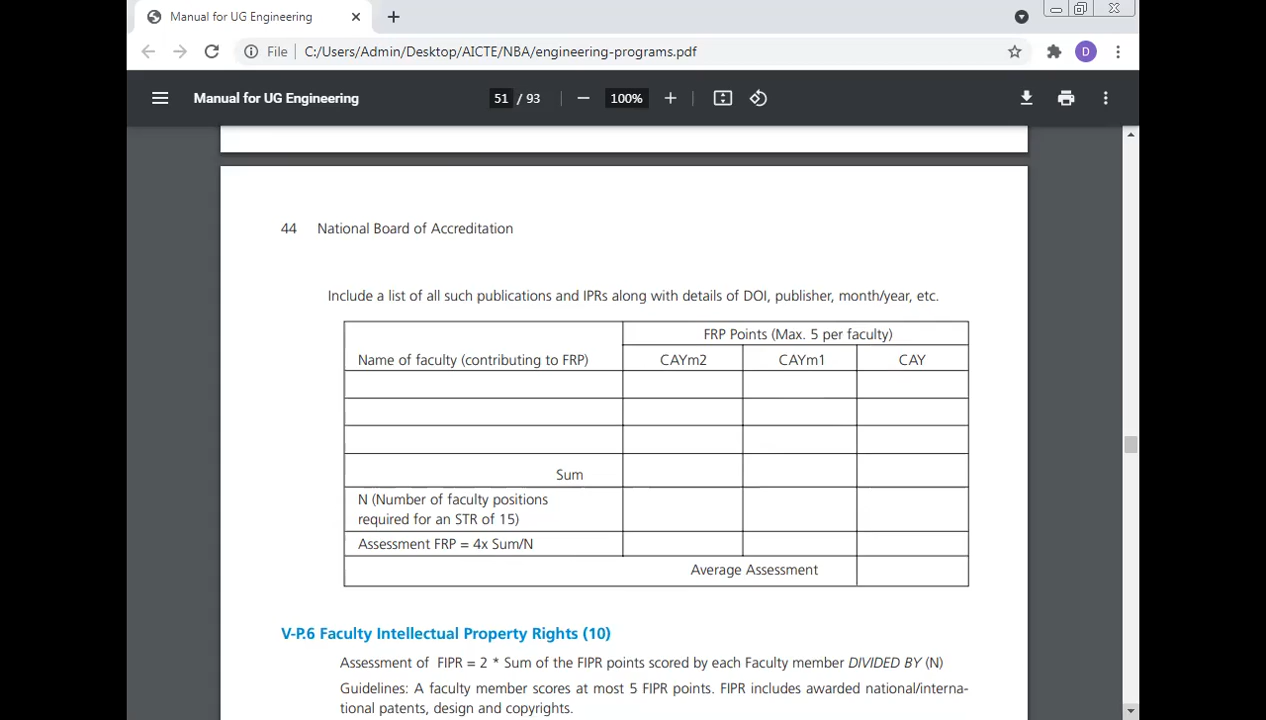 Manual for UG Engineering
File C:/Users/Admin/Desktop/AICTE/NBA/engineering-programs.pdf
D
Manual for UG Engineering 51 / 93 100%
44 National Board of Accreditation
Include a list of all such publications and IPRs along with details of DOI, publisher, month/year, etc.
FRP Points (Max. 5 per faculty)
Name of faculty (contributing to FRP) CAYm2 CAYm1 CAY
Sum
N (Number of faculty positions
required for an STR of 15)
Assessment FRP = 4x Sum/N
Average Assessment
V-P.6 Faculty Intellectual Property Rights (10)
Assessment of FIPR = 2 * Sum of the FIPR points scored by each Faculty member DIVIDED BY (N)
Guidelines: A faculty member scores at most 5 FIPR points. FIPR includes awarded national/interna-
tional patents, design and copyrights.